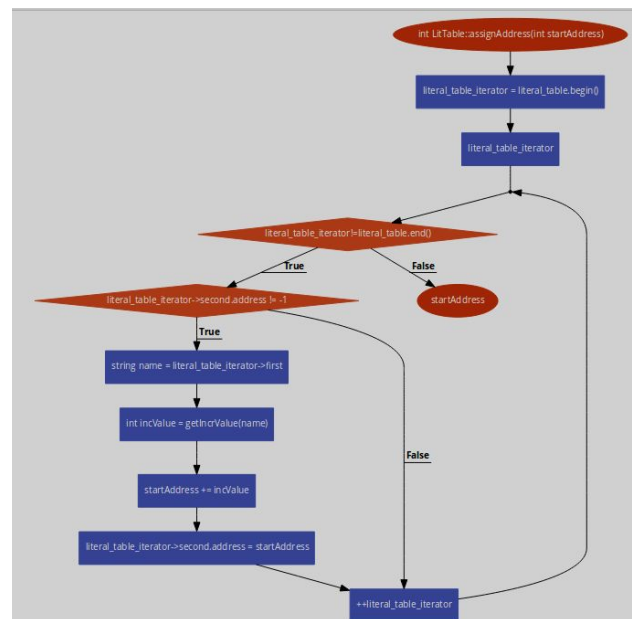 int LitTable::assignAddress(int startAddress)
literal_table_iterator = literal_table.begin()
literal_table_iterator
literal_table_iterator!=literal_table.end()
True
False
literal_table_iterator->second.address != -1
startAddress
True
string name = literal_table_iterator->first
int incValue = getIncrValue(name)
False
startAddress += incValue
literal_table_iterator->second.address = startAddress
++literal_table_iterator